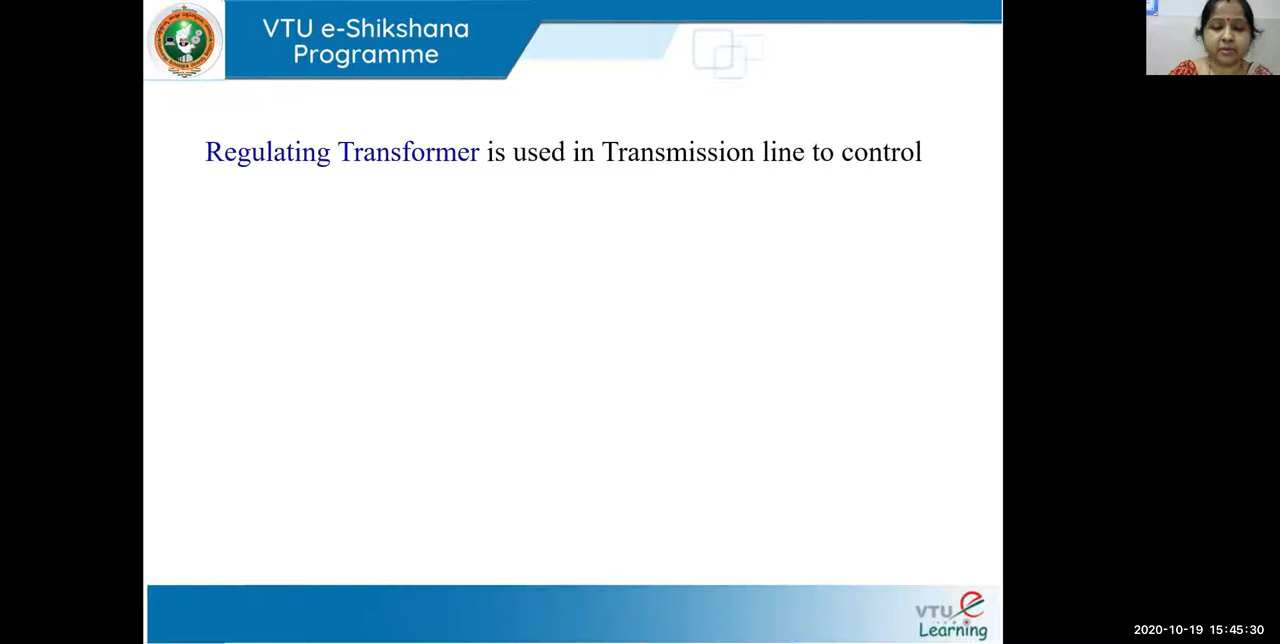 VTU e-Shikshana
Programme
Regulating Transformer is used in Transmission line to control
VTU e
Learning
2020-10-19 15:45:30